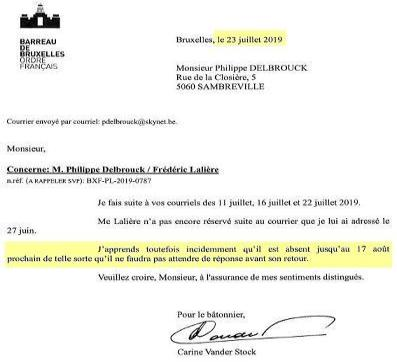 BARREAU
DE
BRUXELLES
ORDRE
FRANÇAIS
Bruxelles, le 23 juillet 2019
Monsieur Philippe DELBROUCK
Rue de la Closière, 5
5060 SAMBREVILLE
Courrier envoyé par courriel: pdelbrouck@skynet.be.
Monsieur,
Concerne: M. Philippe Delbrouck / Frédéric Lalière
n.réf. (A RAPPELER SVP): BXF-PL-2019-0787
Je fais suite à vos courriels des 11 juillet, 16 juillet et 22 juillet 2019.
Me Lalière n'a pas encore réservé suite au courrier que je lui ai adressé le
27 juin.
J'apprends toutefois incidemment qu'il est absent jusqu'au 17 août
prochain de telle sorte qu'il ne faudra pas attendre de réponse avant son retour.
Veuillez croire, Monsieur, à l'assurance de mes sentiments distingués.
Pour le bâtonnier,
Carine Vander Stock